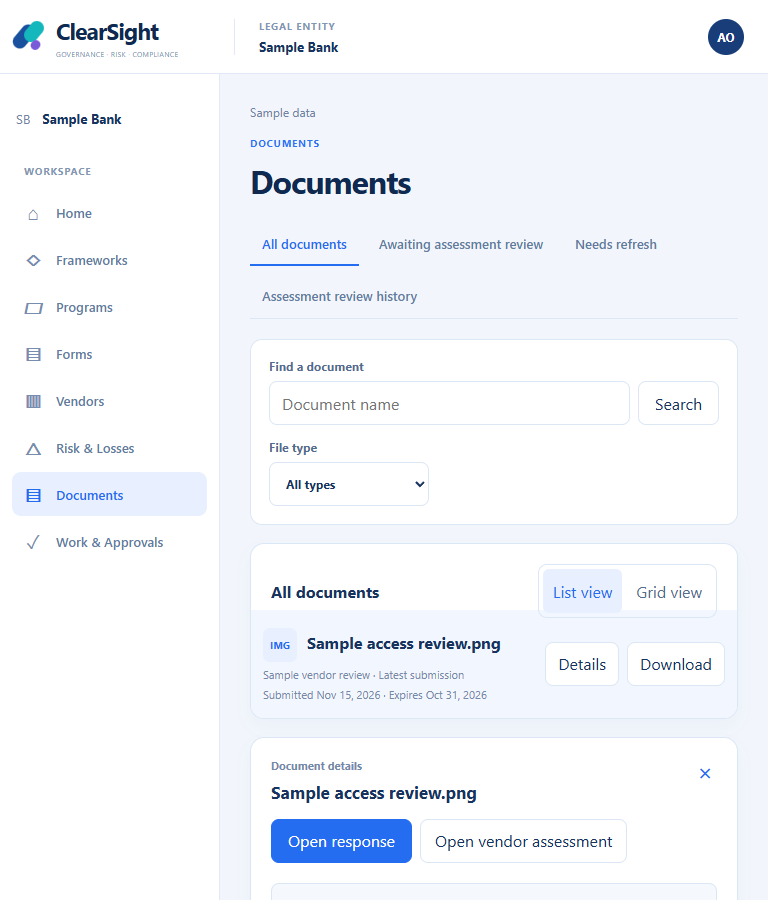 ClearSight
GOVERNANCE · RISK · COMPLIANCE
LEGAL ENTITY
Sample Bank
AO
SB Sample Bank
WORKSPACE
Home
Frameworks
Programs
Forms
Vendors
Risk & Losses
Documents
Work & Approvals
Sample data
DOCUMENTS
Documents
All documents Awaiting assessment review Needs refresh
Assessment review history
Find a document
Document name Search
File type
All types
All documents List view Grid view
IMG Sample access review.png
Sample vendor review · Latest submission
Submitted Nov 15, 2026 · Expires Oct 31, 2026
Details Download
Document details
Sample access review.png
Open response Open vendor assessment